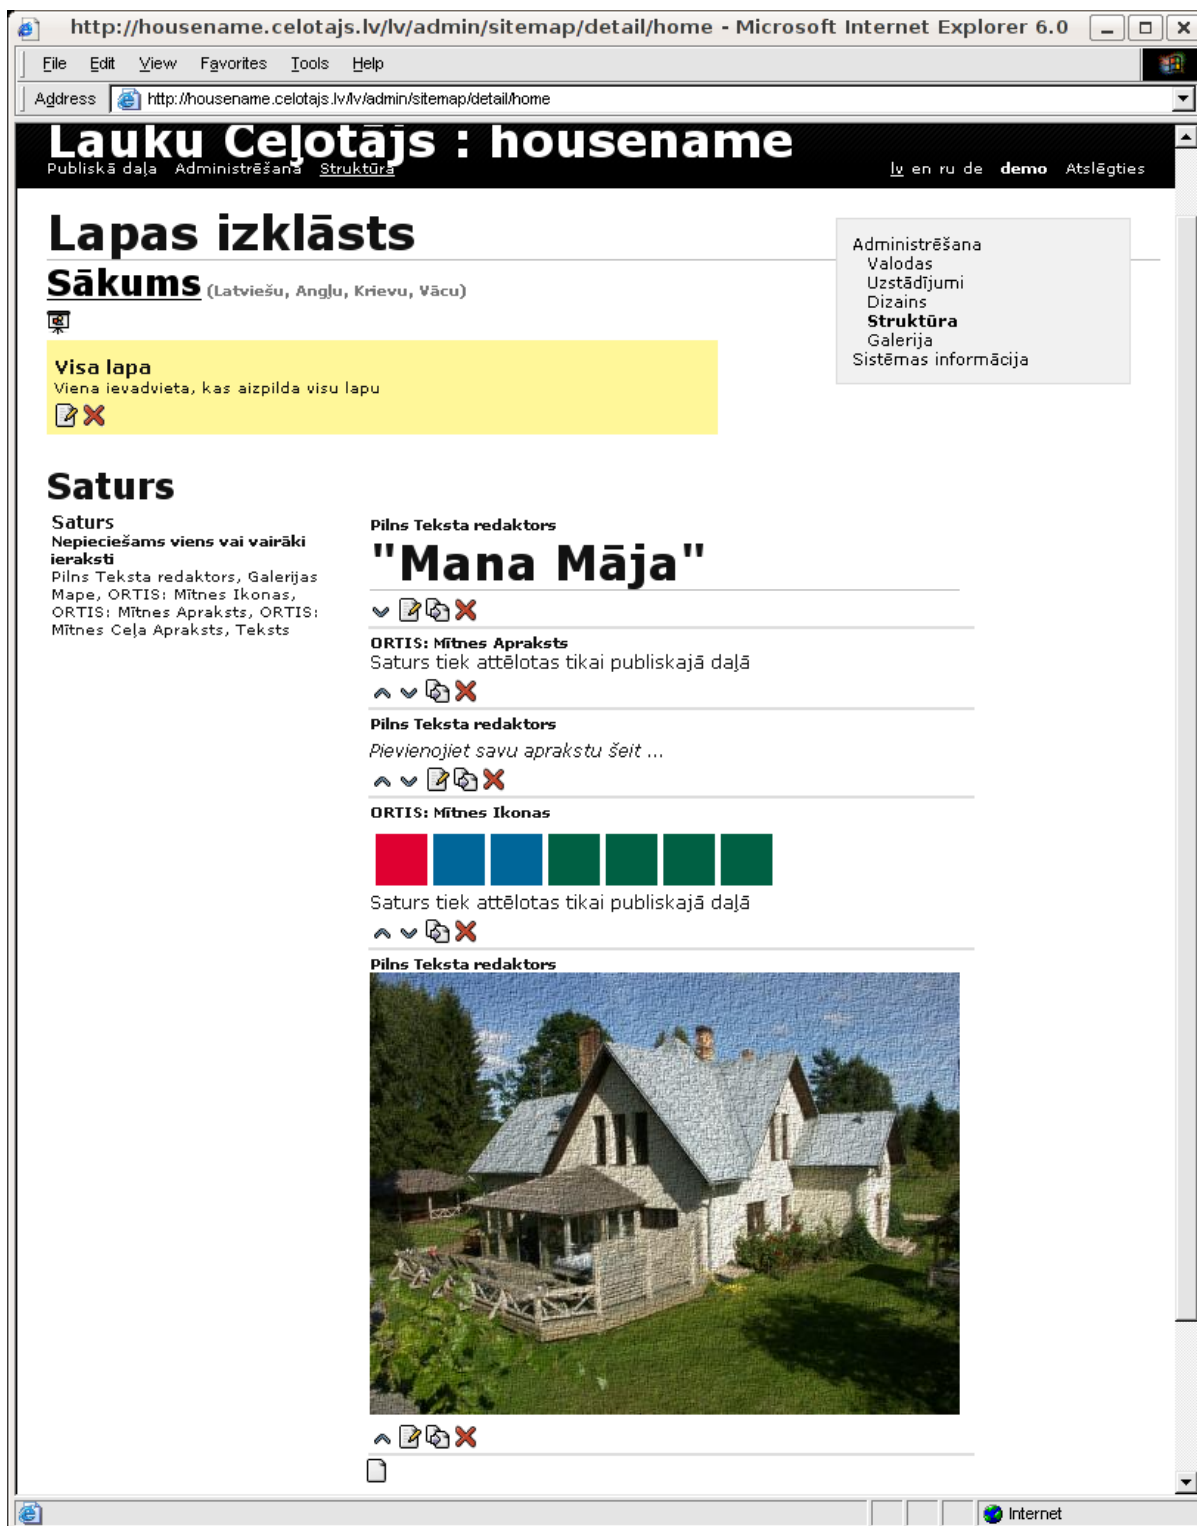 http://housename.celotajs.lv/lv/admin/sitemap/detail/home - Microsoft Internet Explorer 6.0
File Edit View Favorites Tools Help
Address http://housename.celotajs.lv/lv/admin/sitemap/detail/home
Lauku Ceļotājs : housename
Publiskā daļa Administrēšana Struktūra lv en ru de demo Atslēgties
Lapas izklāsts
Sākums (Latviešu, Angļu, Krievu, Vācu)
Administrēšana
Valodas
Uzstādījumi
Dizains
Struktūra
Galerija
Sistēmas informācija
Visa lapa
Viena ievadvieta, kas aizpilda visu lapu
Saturs
Saturs
Nepieciešams viens vai vairāki
ieraksti
Pilns Teksta redaktors, Galerijas
Mape, ORTIS: Mītnes Ikonas,
ORTIS: Mītnes Apraksts, ORTIS:
Mītnes Ceļa Apraksts, Teksts
Pilns Teksta redaktors
"Mana Māja"
ORTIS: Mītnes Apraksts
Saturs tiek attēlotas tikai publiskajā daļā
Pilns Teksta redaktors
Pievienojiet savu aprakstu šeit ...
ORTIS: Mītnes Ikonas
Saturs tiek attēlotas tikai publiskajā daļā
Pilns Teksta redaktors
Internet